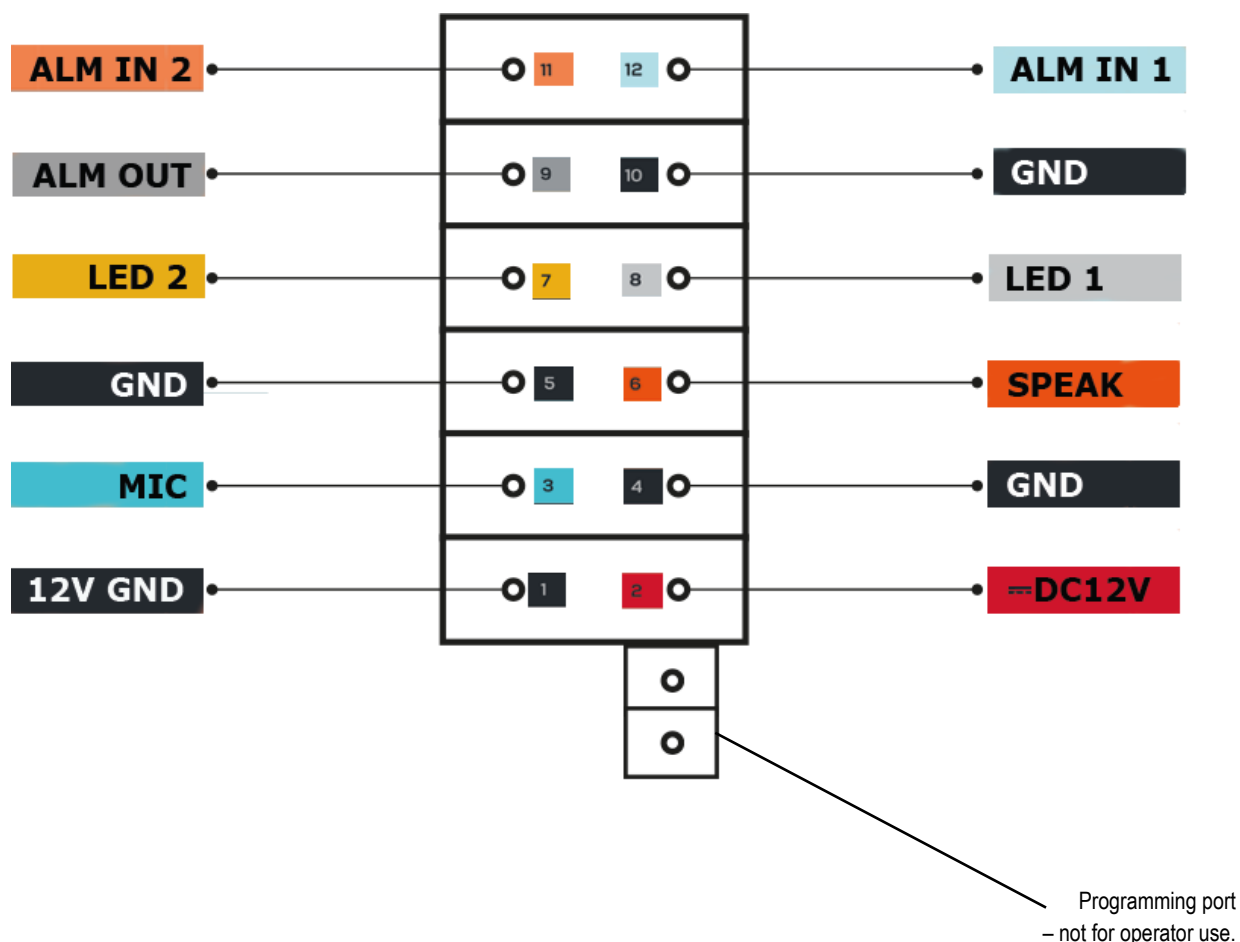 ALM IN 2 11 12 ALM IN 1
ALM OUT 9 10 GND
LED 2 7 8 LED 1
GND 5 6 SPEAK
MIC 3 4 GND
12V GND 1 2 ⎓DC12V
Programming port
– not for operator use.